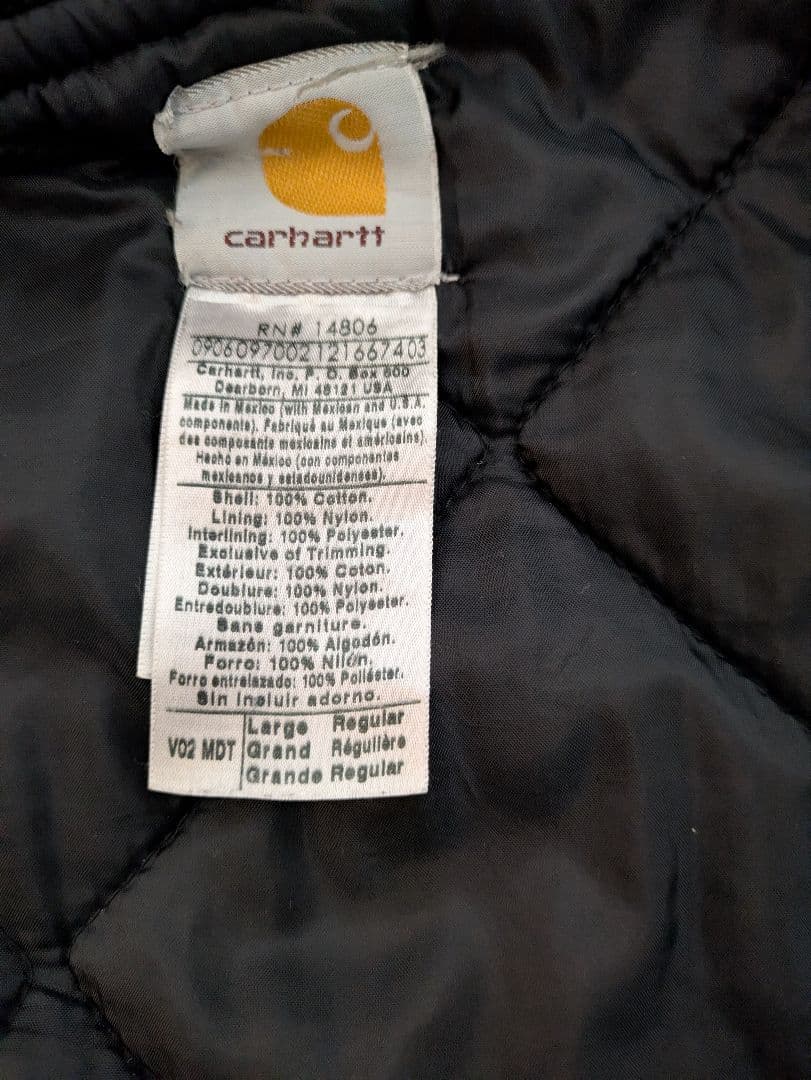 carhartt
RN# 14806
0906097002121667403
Carhartt, Inc. P. O. Box 600
Dearborn, MI 48121 USA
Made in Mexico (with Mexican and U.S.A.
components). Fabriqué au Mexique (avec
des composants mexicains et américains).
Hecho en México (con componentes
mexicanos y estadounidenses).
Shell: 100% Cotton.
Lining: 100% Nylon.
Interlining: 100% Polyester.
Exclusive of Trimming.
Extérieur: 100% Coton.
Doublure: 100% Nylon.
Entredoublure: 100% Polyester.
Sans garniture.
Armazón: 100% Algodón.
Forro: 100% Nilón.
Forro entrelazado: 100% Poliéster.
Sin incluir adorno.
V02 MDT
Large Regular
Grand Régulière
Grande Regular